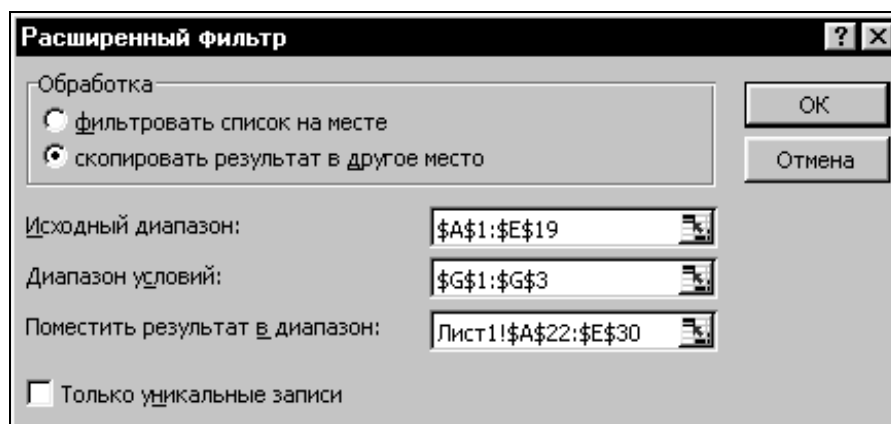 Расширенный фильтр
Обработка
фильтровать список на месте
скопировать результат в другое место
ОК
Отмена
Исходный диапазон:
$A$1:$E$19
Диапазон условий:
$G$1:$G$3
Поместить результат в диапазон:
Лист1!$A$22:$E$30
Только уникальные записи